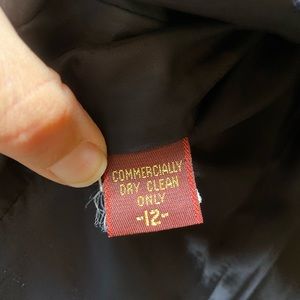 COMMERCIALLY
DRY CLEAN
ONLY
-12-